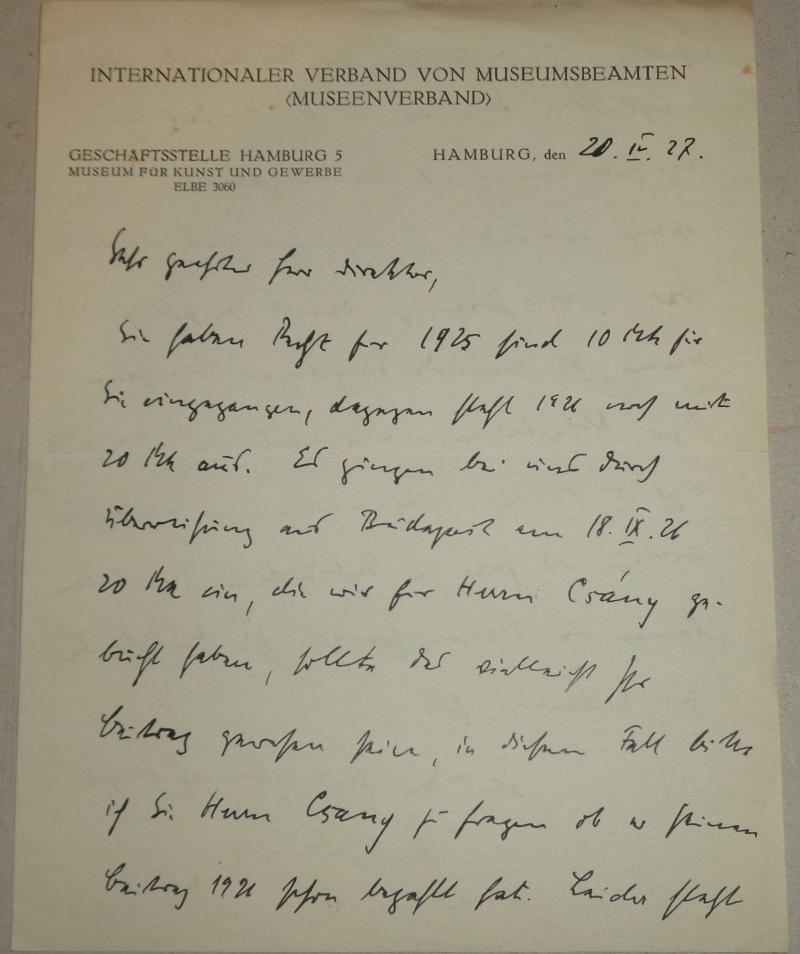 INTERNATIONALER VERBAND VON MUSEUMSBEAMTEN
‹MUSEENVERBAND›
GESCHÄFTSSTELLE HAMBURG 5
MUSEUM FÜR KUNST UND GEWERBE
ELBE 3060
HAMBURG, den 20. IV. 27.
Sehr geehrter Herr Direktor,
Sie haben Recht für 1925 sind 10 Mk für
Sie eingegangen, dagegen steht 1926 noch mit
20 Mk aus. Es gingen bei uns durch
Überweisung aus Budapest am 18. IX. 26
20 Mk ein, die wir für Herrn Csány ge-
bucht haben, sollte das vielleicht Ihr
Beitrag gewesen sein, in diesem Fall bitte
ich Sie Herrn Csány zu fragen ob er seinen
Beitrag 1926 schon bezahlt hat. Leider steht